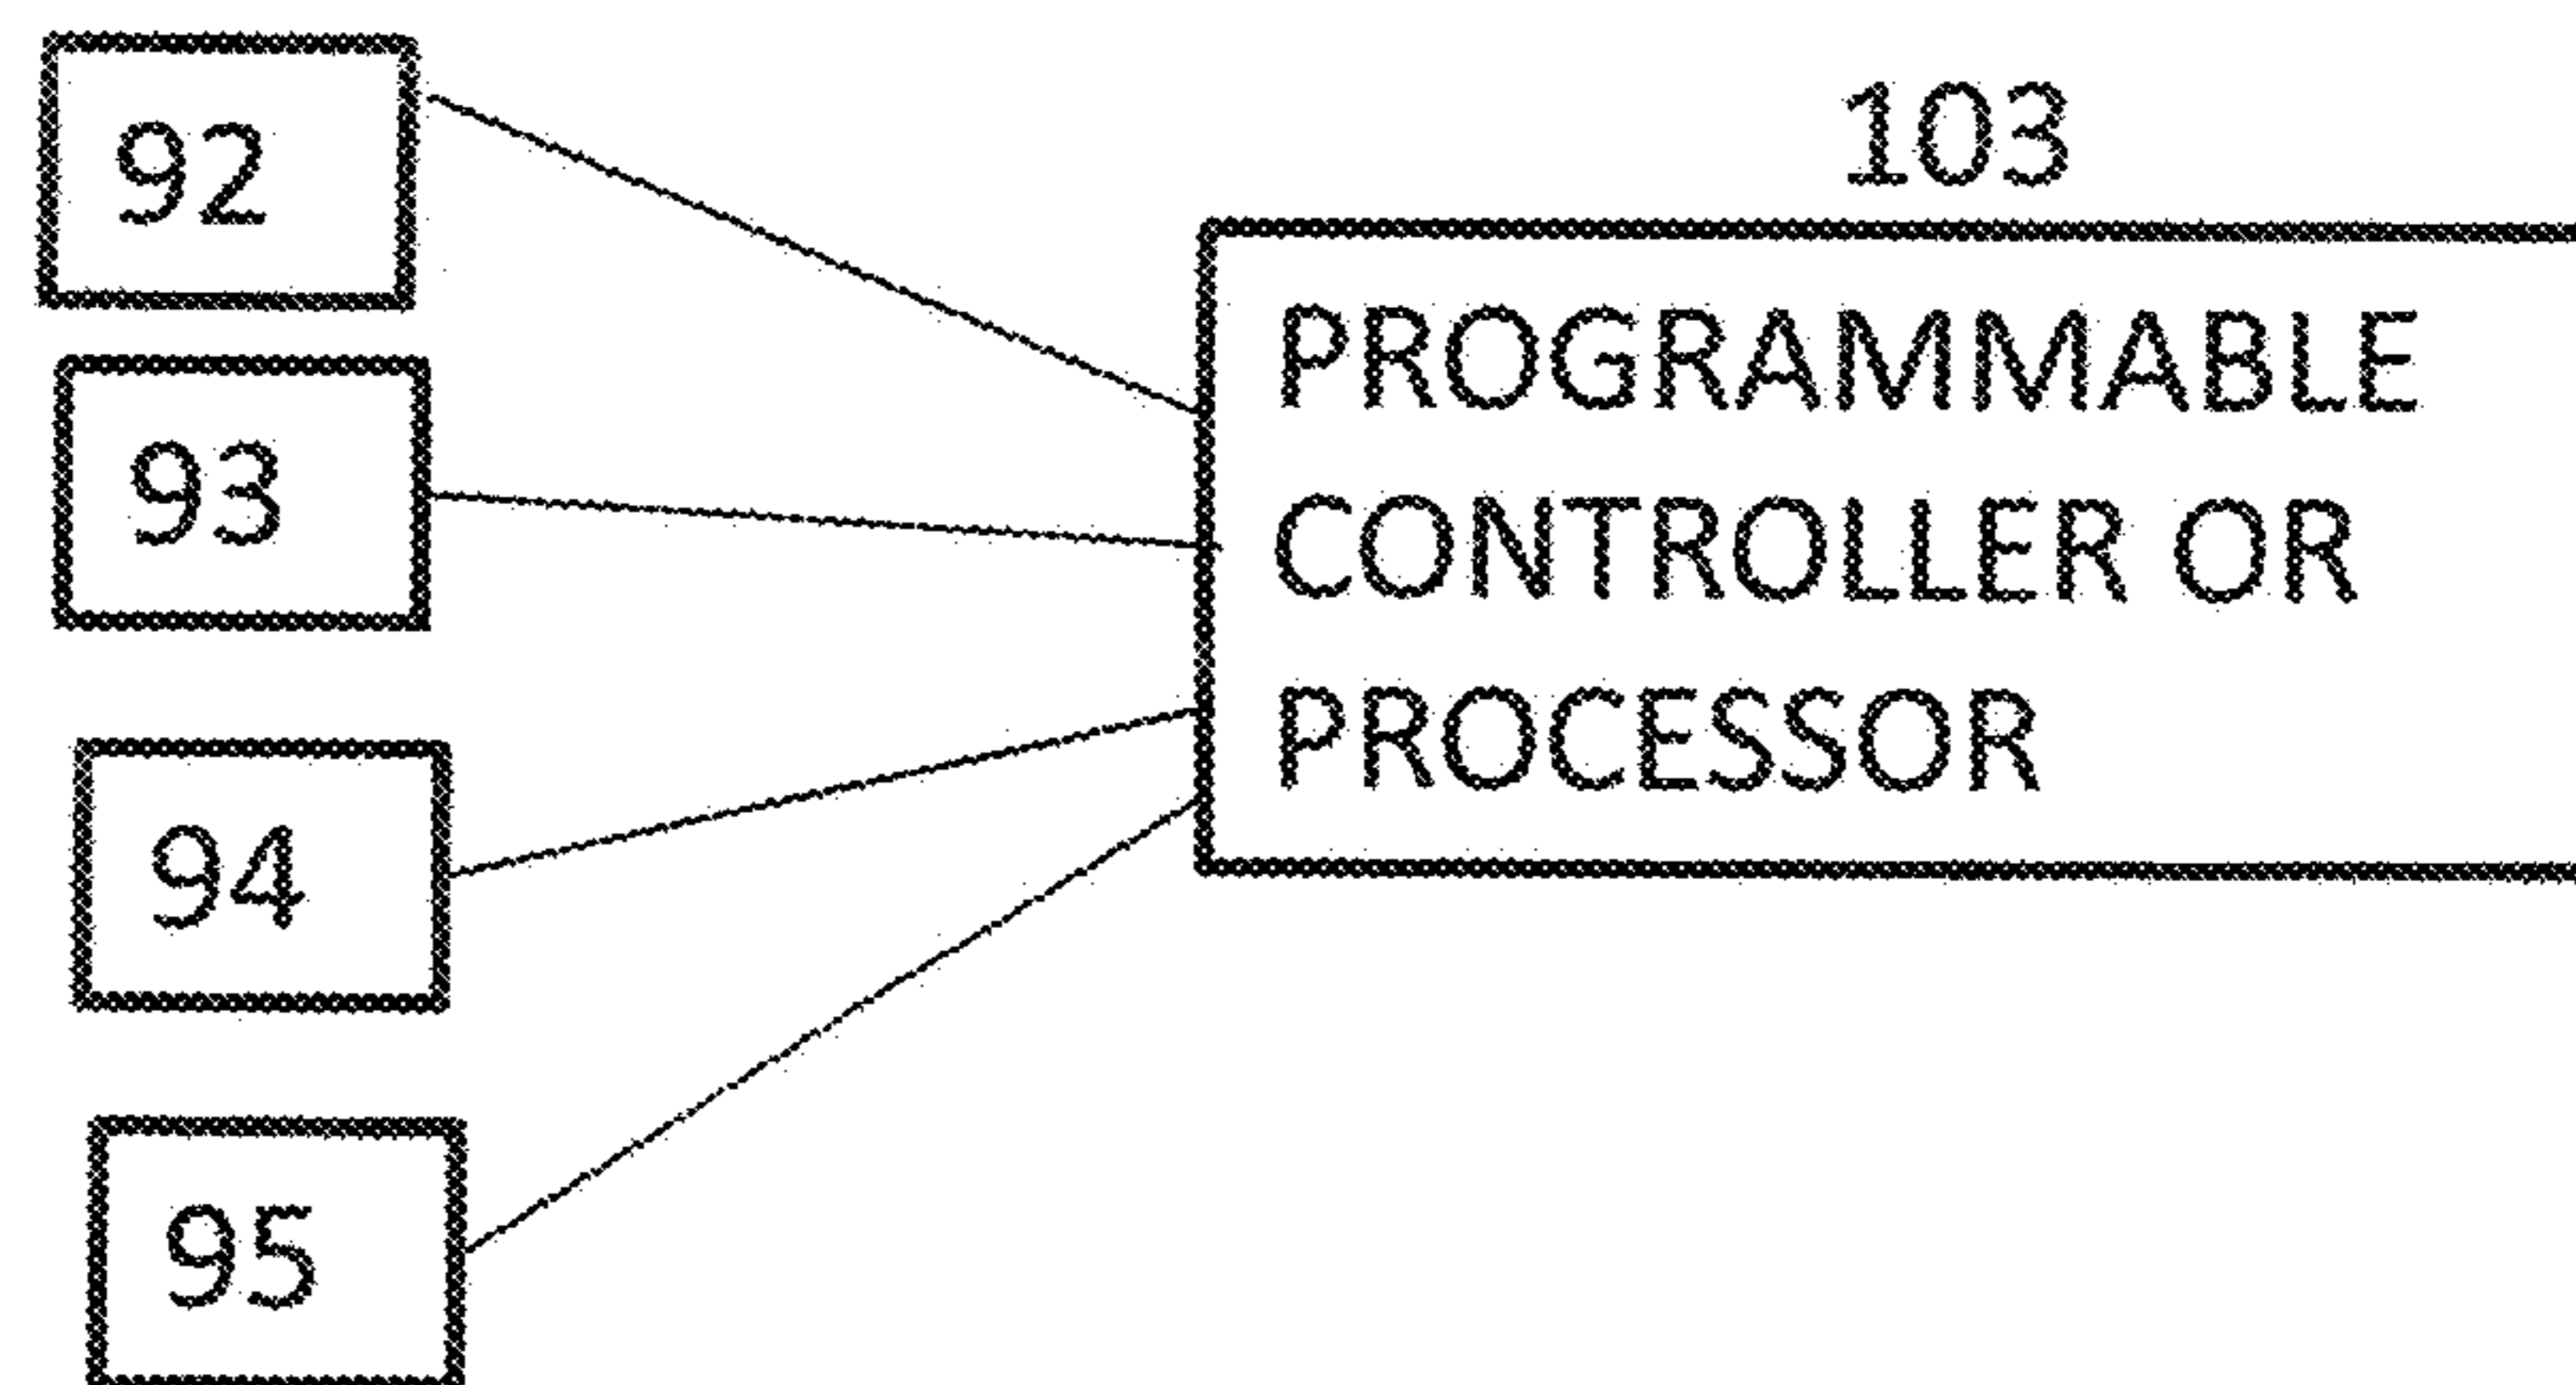 92
103
PROGRAMMABLE
93
CONTROLLER OR
PROCESSOR
94
95